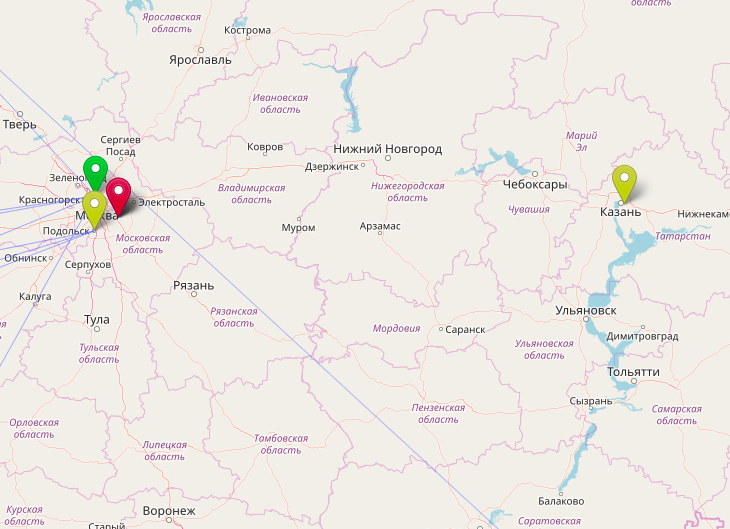 область
Ярославская
область
Кострома
Ярославль
Ивановская
область
Тверь
Сергиев
Посад
Ковров
Нижний Новгород
Марий
Эл
Дзержинск
Чебоксары
Владимирская
область
Нижегородская
область
Красногорск
Электросталь
Казань
Чувашия
Нижнекам
Подольск
Муром
Арзамас
Московская
область
Татарстан
Обнинск
Серпухов
Калуга
Рязань
Тула
Рязанская
область
Мордовия
Саранск
Ульяновск
Димитровград
Тульская
область
Ульяновская
область
Тольятти
Сызрань
Пензенская
область
Самарская
область
Орловская
область
Липецкая
область
Тамбовская
область
Балаково
Курская
область
Воронеж
Старый
Саратовская